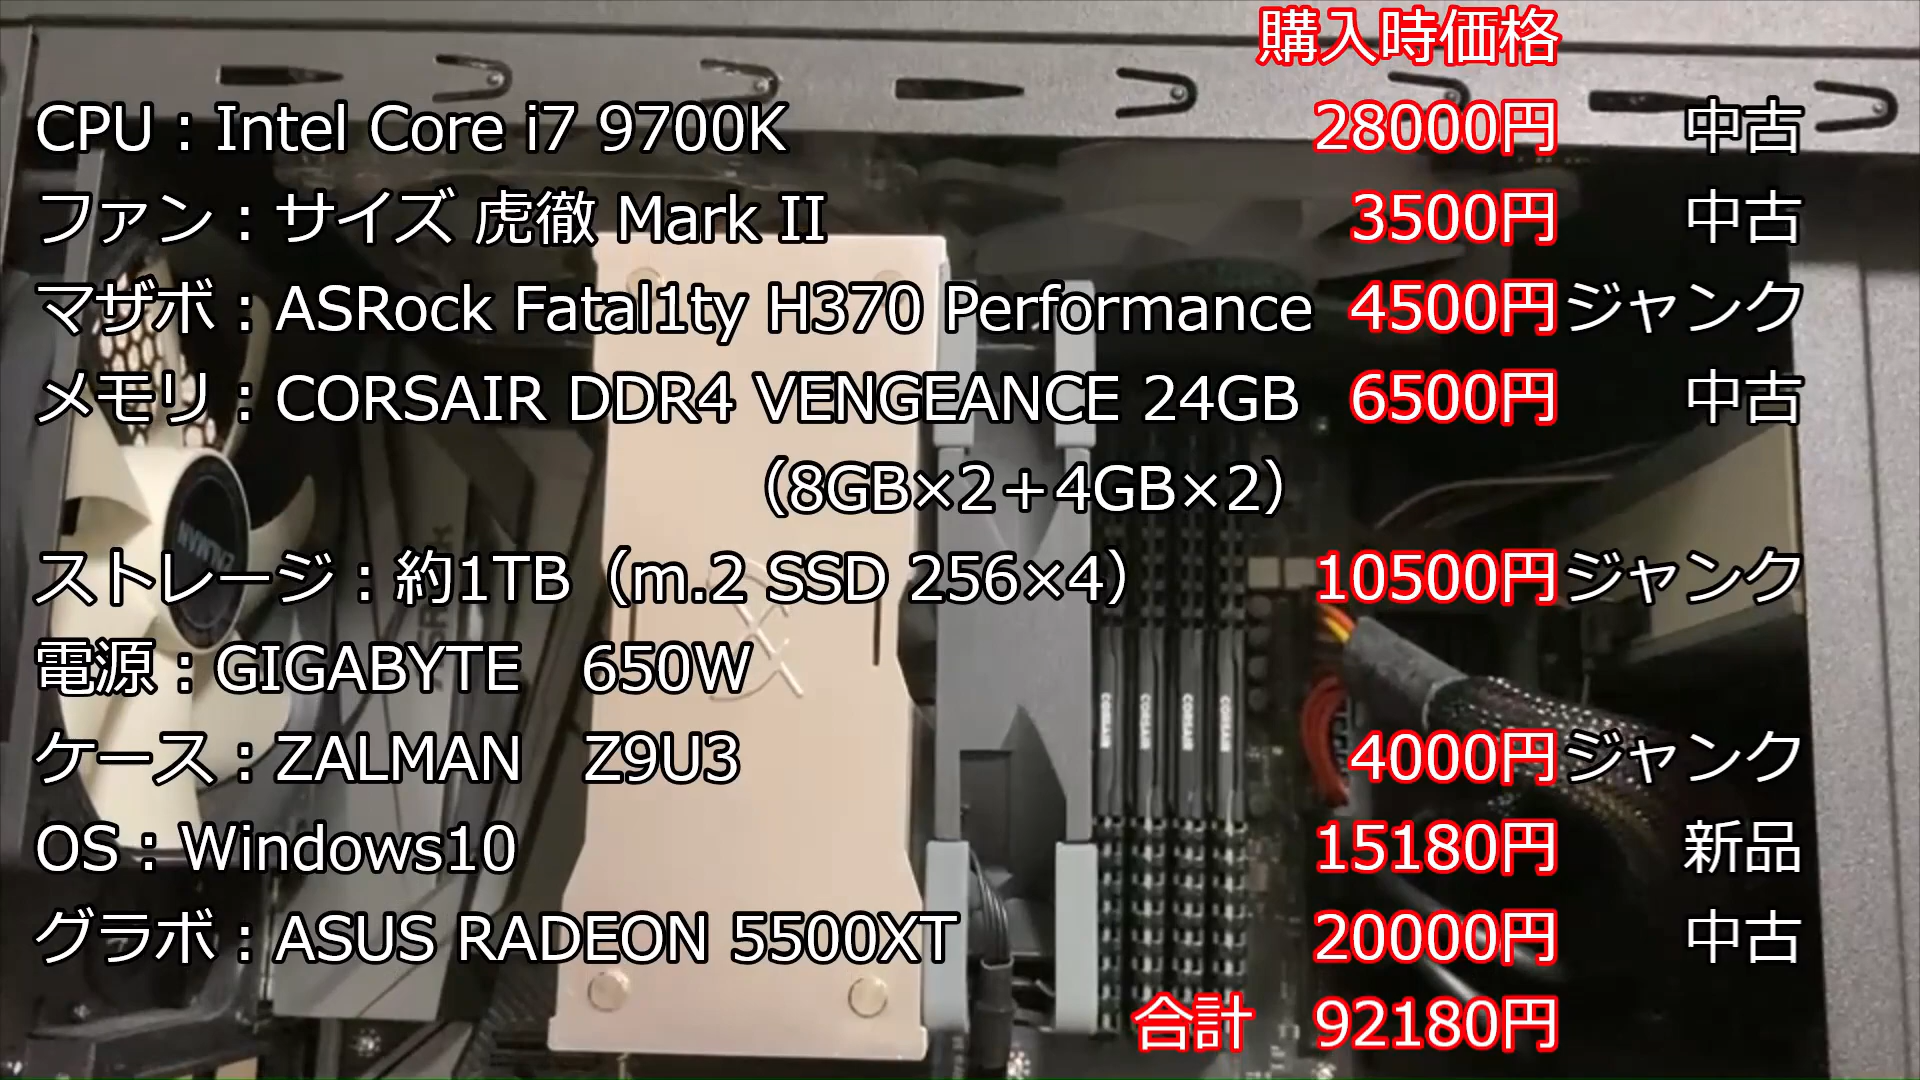 購入時価格
CPU：Intel Core i7 9700K 28000円 中古
ファン：サイズ 虎徹 Mark II 3500円 中古
マザボ：ASRock Fatal1ty H370 Performance 4500円 ジャンク
メモリ：CORSAIR DDR4 VENGEANCE 24GB 6500円 中古
（8GB×2＋4GB×2）
ストレージ：約1TB（m.2 SSD 256×4） 10500円 ジャンク
電源：GIGABYTE　650W
ケース：ZALMAN　Z9U3 4000円 ジャンク
OS：Windows10 15180円 新品
グラボ：ASUS RADEON 5500XT 20000円 中古
合計　92180円
ZALMAN
CORSAIR
CORSAIR
CORSAIR
CORSAIR